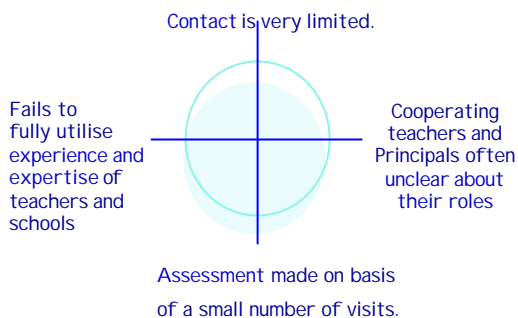 Contact is very limited.
Fails to
fully utilise
experience and
expertise of
teachers and
schools
Cooperating
teachers and
Principals often
unclear about
their roles
Assessment made on basis
of a small number of visits.